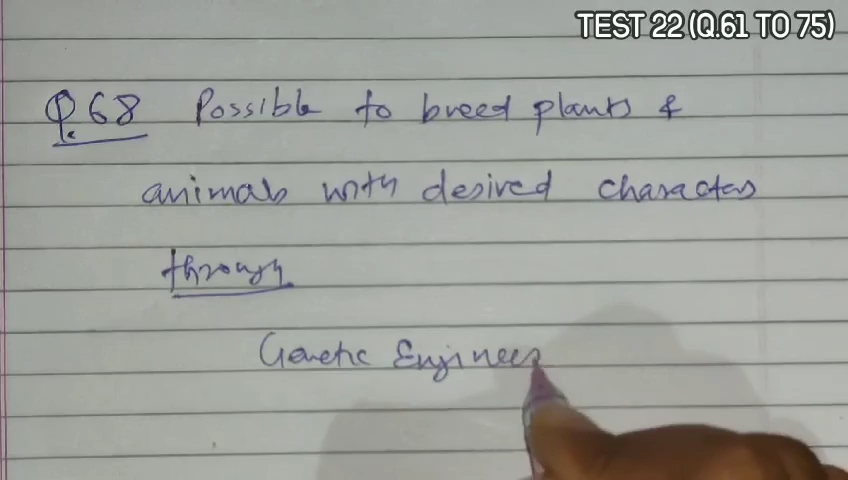 TEST 22 (Q.61 TO 75)
Q.68 Possible to breed plants &
animals with desired characters
through
Genetic Engineer